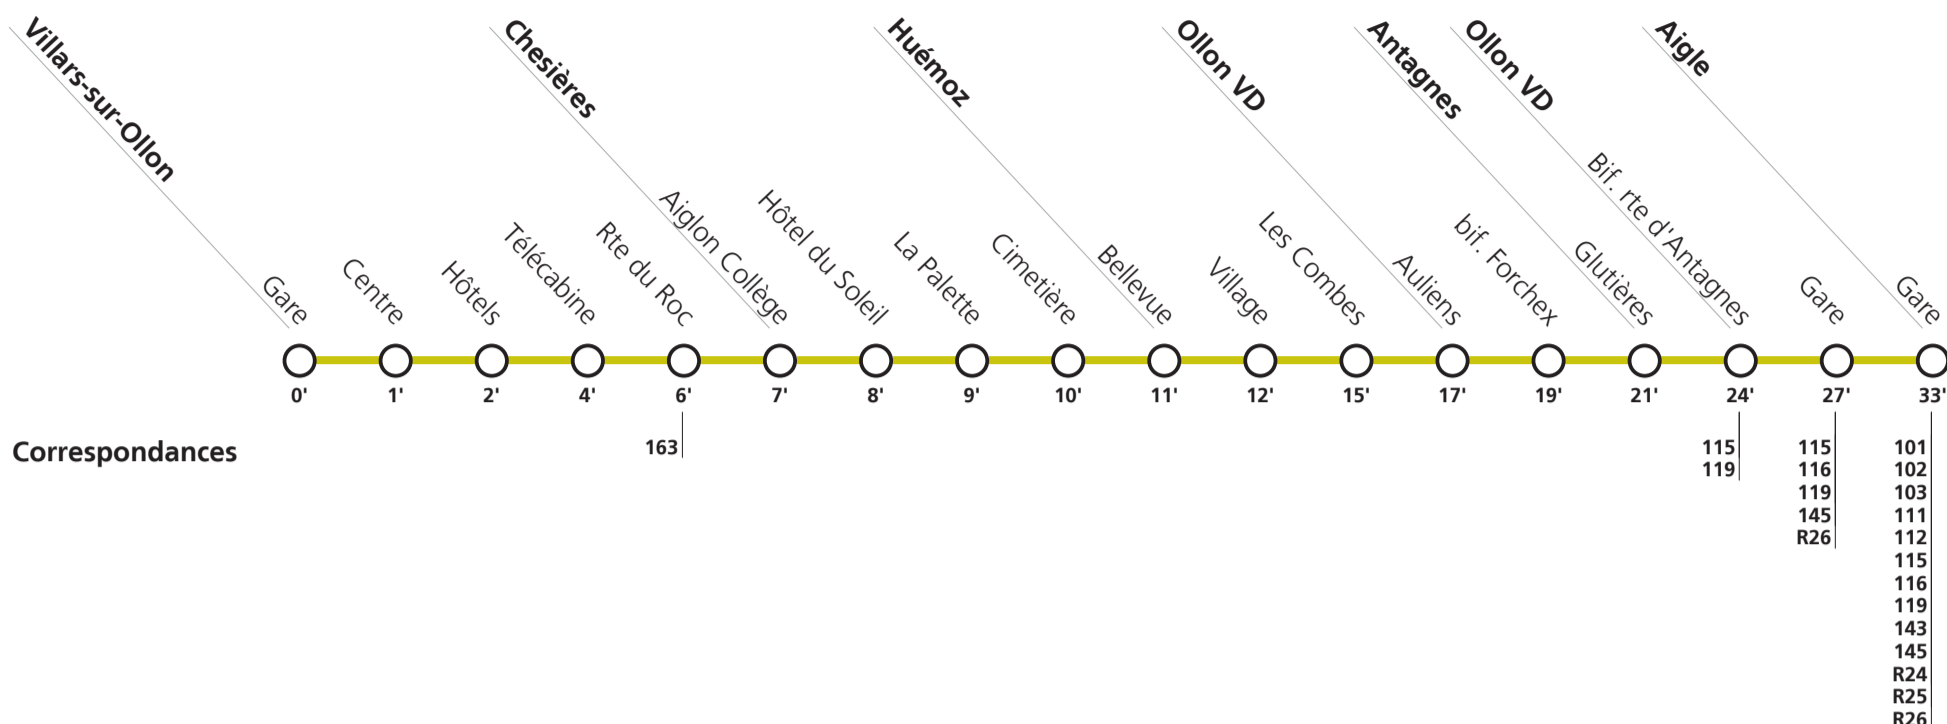 Villars-sur-Ollon
Chesières
Huémoz
Ollon VD
Antagnes
Ollon VD
Aigle
Gare
Centre
Hôtels
Télécabine
Rte du Roc
Aiglon Collège
Hôtel du Soleil
La Palette
Cimetière
Bellevue
Village
Les Combes
Auliens
bif. Forchex
Glutières
Bif. rte d'Antagnes
Gare
Gare
0' 1' 2' 4' 6' 7' 8' 9' 10' 11' 12' 15' 17' 19' 21' 24' 27' 33'
Correspondances
163
115
119
115
116
119
145
R26
101
102
103
111
112
115
116
119
143
145
R24
R25
R26